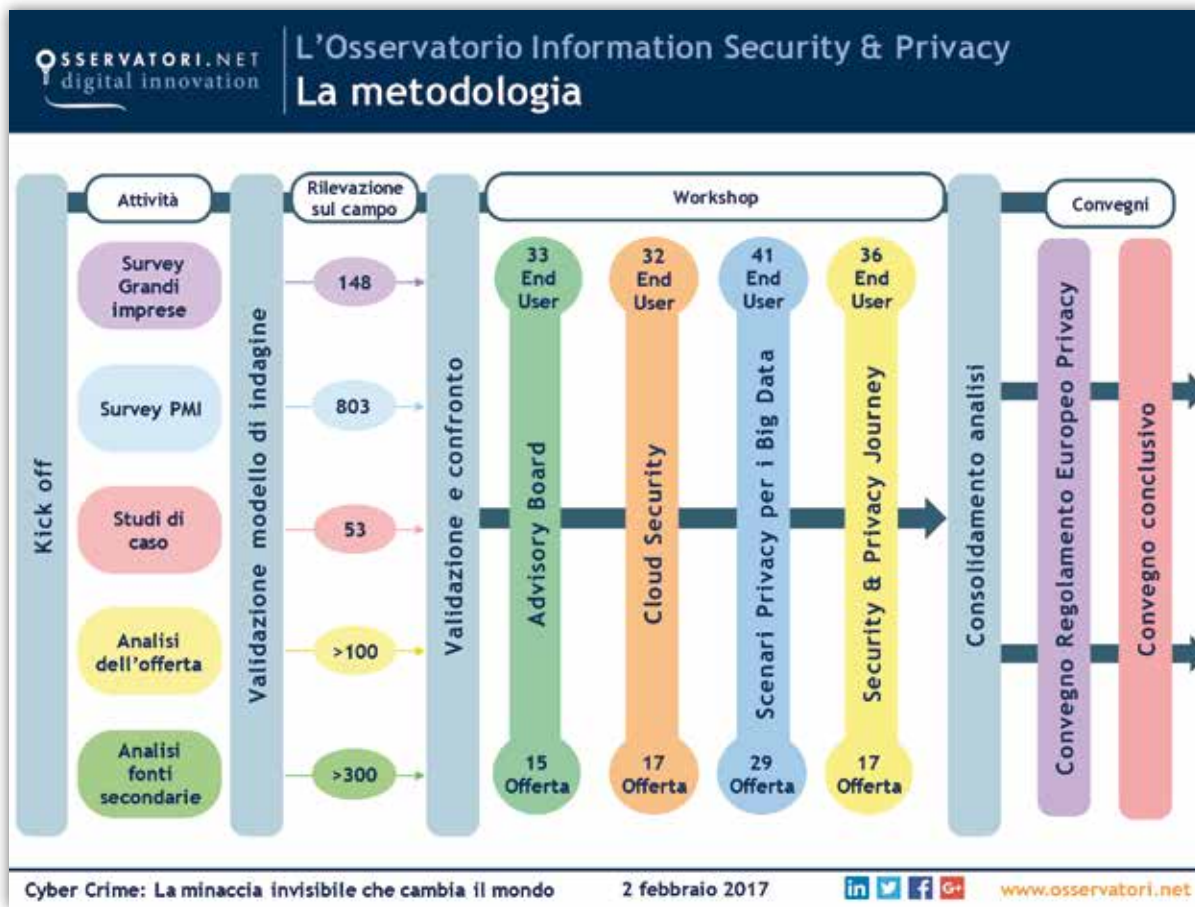 OSSERVATORI.NET
digital innovation
L'Osservatorio Information Security & Privacy
La metodologia
Kick off
Attività
Survey
Grandi
imprese
Survey PMI
Studi di
caso
Analisi
dell'offerta
Analisi
fonti
secondarie
Validazione modello di indagine
Rilevazione
sul campo
148
803
53
>100
>300
Validazione e confronto
Workshop
33
End
User
Advisory Board
15
Offerta
32
End
User
Cloud Security
17
Offerta
41
End
User
Scenari Privacy per i Big Data
29
Offerta
36
End
User
Security & Privacy Journey
17
Offerta
Consolidamento analisi
Convegni
Convegno Regolamento Europeo Privacy
Convegno conclusivo
Cyber Crime: La minaccia invisibile che cambia il mondo
2 febbraio 2017
in
f
G+
www.osservatori.net